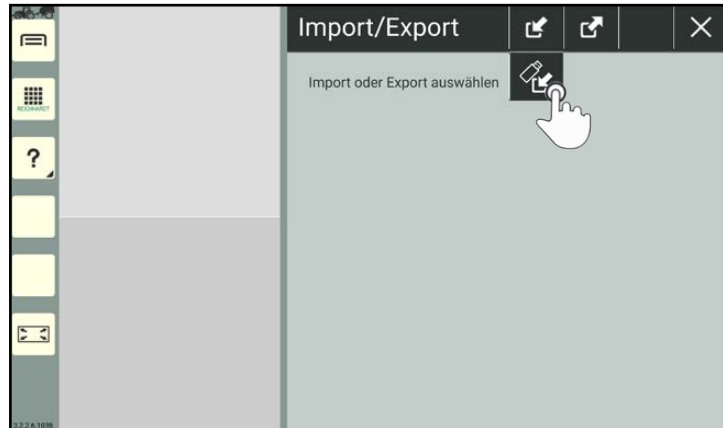 Import/Export
Import oder Export auswählen
REICHHARDT
?
3.2.2.6.1039